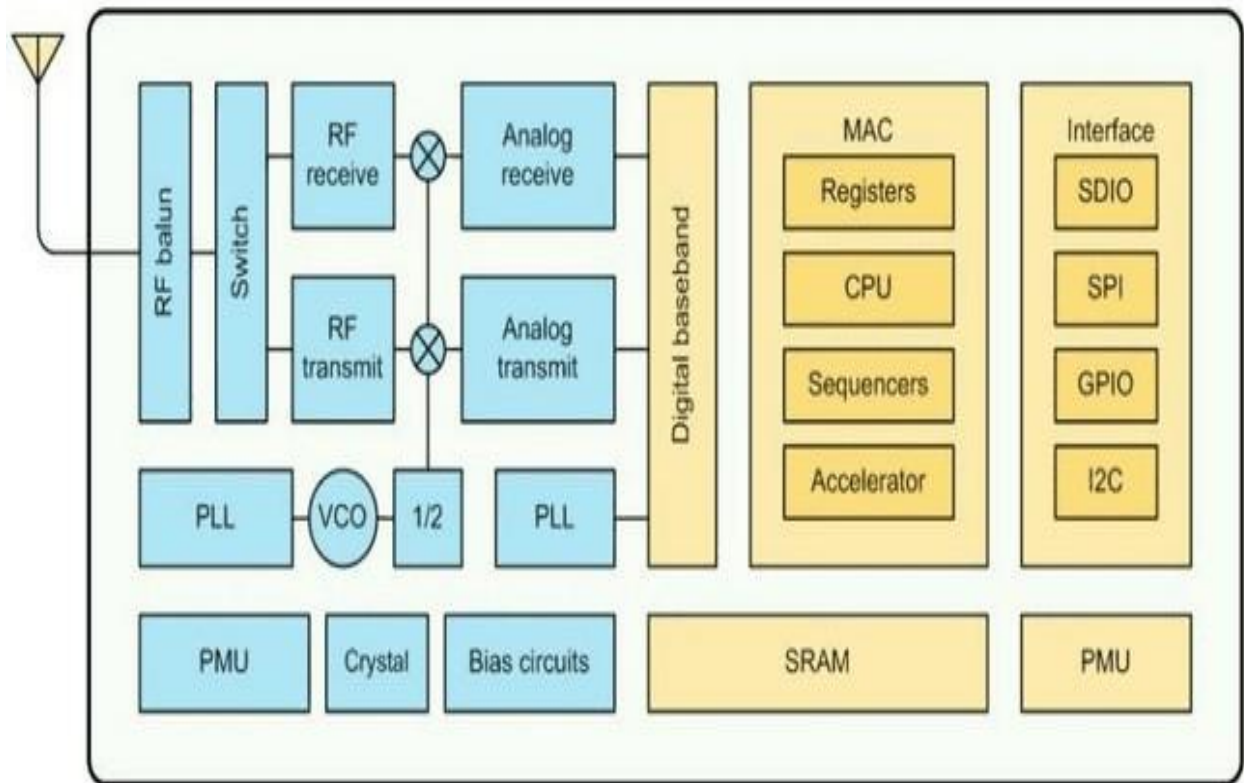 RF balun
Switch
RF
receive
Analog
receive
RF
transmit
Analog
transmit
PLL
VCO
1/2
PLL
Digital baseband
MAC
Registers
CPU
Sequencers
Accelerator
Interface
SDIO
SPI
GPIO
I2C
PMU
Crystal
Bias circuits
SRAM
PMU